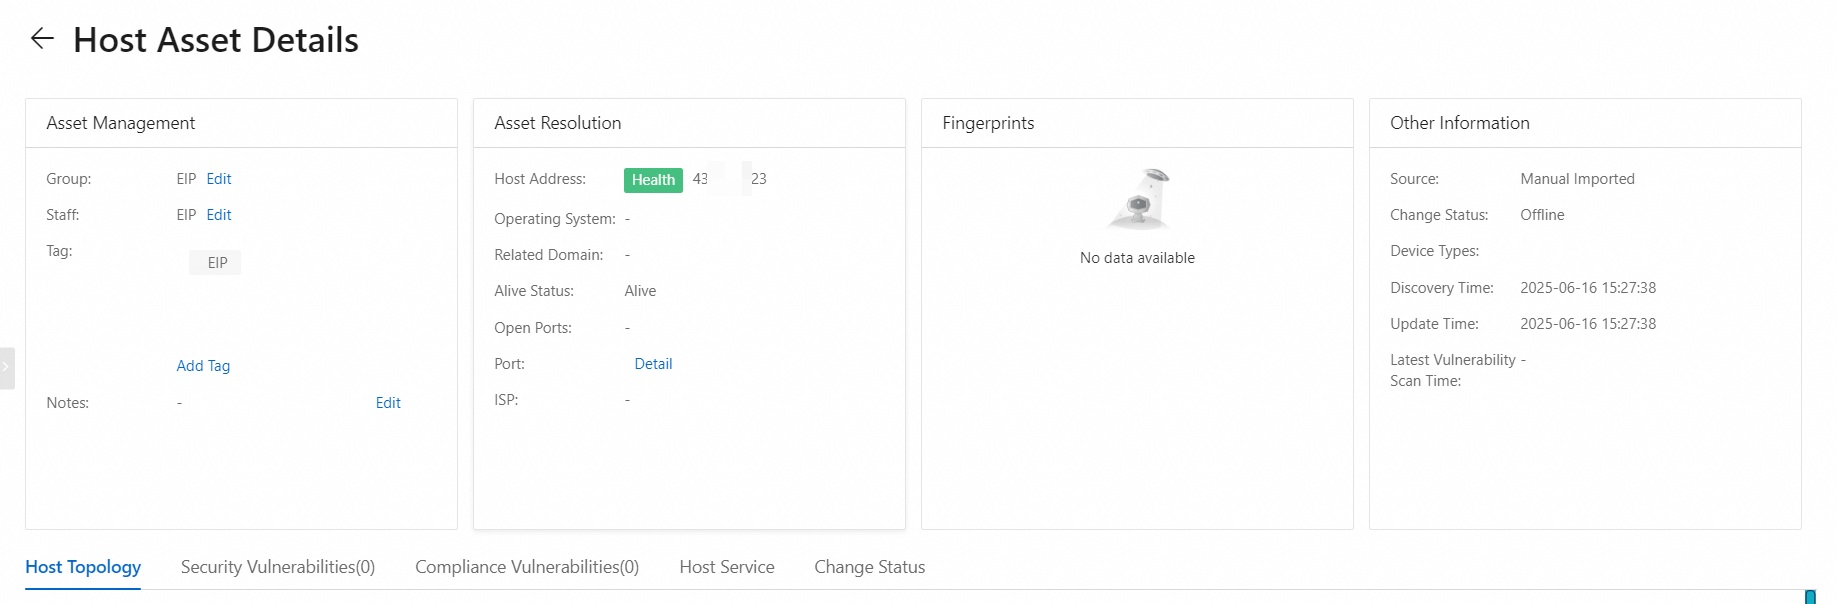 Host Asset Details
Asset Management
Group: EIP Edit
Staff: EIP Edit
Tag:
EIP
Add Tag
Notes: - Edit
Asset Resolution
Host Address: Health 43 23
Operating System: -
Related Domain: -
Alive Status: Alive
Open Ports: -
Port: Detail
ISP: -
Fingerprints
No data available
Other Information
Source: Manual Imported
Change Status: Offline
Device Types:
Discovery Time: 2025-06-16 15:27:38
Update Time: 2025-06-16 15:27:38
Latest Vulnerability -
Scan Time:
Host Topology Security Vulnerabilities(0) Compliance Vulnerabilities(0) Host Service Change Status